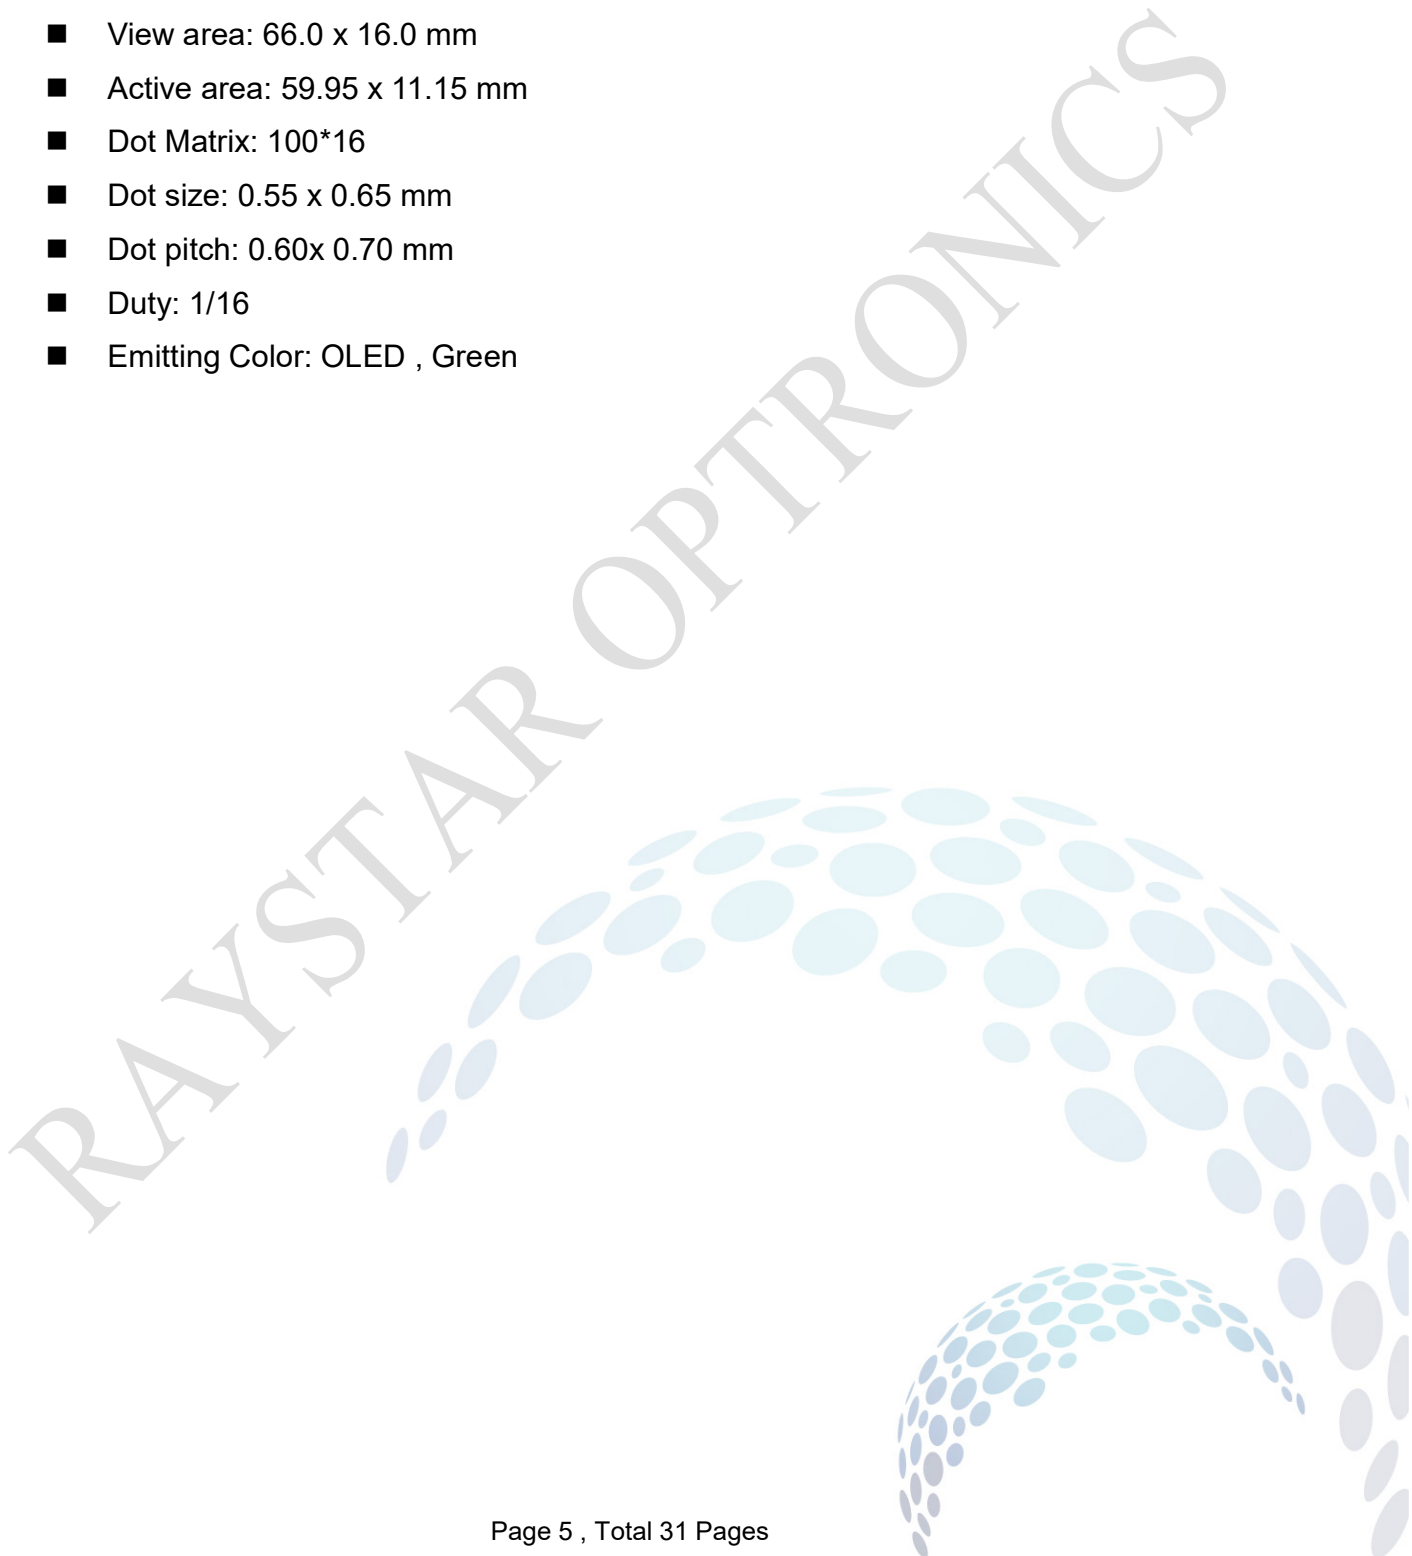 ■ View area: 66.0 x 16.0 mm
■ Active area: 59.95 x 11.15 mm
■ Dot Matrix: 100*16
■ Dot size: 0.55 x 0.65 mm
■ Dot pitch: 0.60x 0.70 mm
■ Duty: 1/16
■ Emitting Color: OLED , Green
RAYSTAR OPTRONICS
Page 5 , Total 31 Pages